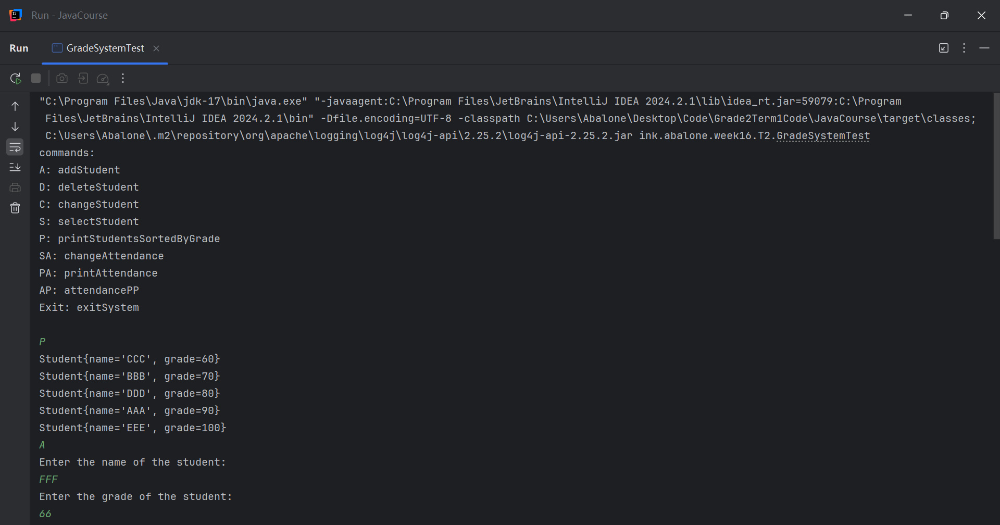 Run - JavaCourse
Run GradeSystemTest
"C:\Program Files\Java\jdk-17\bin\java.exe" "-javaagent:C:\Program Files\JetBrains\IntelliJ IDEA 2024.2.1\lib\idea_rt.jar=59079:C:\Program
Files\JetBrains\IntelliJ IDEA 2024.2.1\bin" -Dfile.encoding=UTF-8 -classpath C:\Users\Abalone\Desktop\Code\Grade2Term1Code\JavaCourse\target\classes;
C:\Users\Abalone\.m2\repository\org\apache\logging\log4j\log4j-api\2.25.2\log4j-api-2.25.2.jar ink.abalone.week16.T2.GradeSystemTest
commands:
A: addStudent
D: deleteStudent
C: changeStudent
S: selectStudent
P: printStudentsSortedByGrade
SA: changeAttendance
PA: printAttendance
AP: attendancePP
Exit: exitSystem
P
Student{name='CCC', grade=60}
Student{name='BBB', grade=70}
Student{name='DDD', grade=80}
Student{name='AAA', grade=90}
Student{name='EEE', grade=100}
A
Enter the name of the student:
FFF
Enter the grade of the student:
66